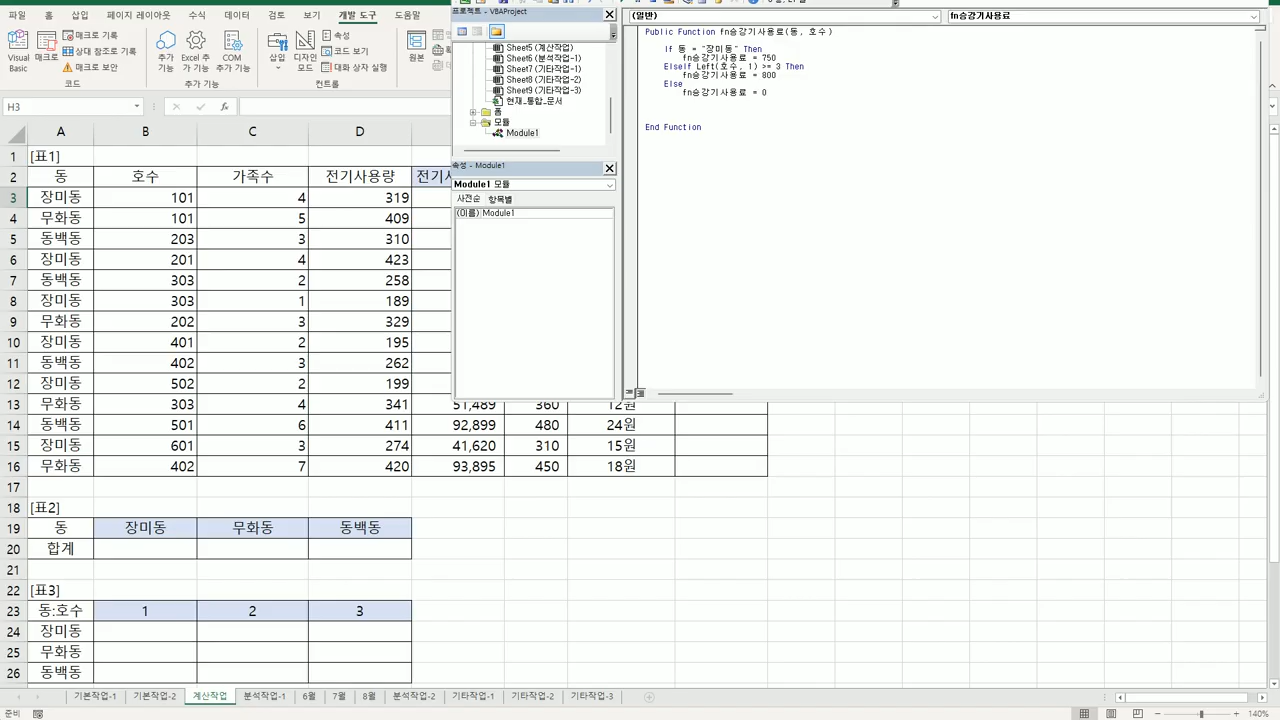 파일 홈 삽입 페이지 레이아웃 수식 데이터 검토 보기 개발 도구 도움말
Visual Basic
매크로
매크로 기록
상대 참조로 기록
매크로 보안
코드
추가 기능
Excel 추가 기능
COM 추가 기능
추가 기능
삽입
디자인 모드
속성
코드 보기
대화 상자 실행
컨트롤
원본
H3
fx
프로젝트 - VBAProject
Sheet5 (계산작업)
Sheet6 (분석작업-1)
Sheet7 (기타작업-1)
Sheet8 (기타작업-2)
Sheet9 (기타작업-3)
현재_통합_문서
폼
모듈
Module1
속성 - Module1
Module1 모듈
사전순 항목별
(이름) Module1
(일반) fn승강기사용료
Public Function fn승강기사용료(동, 호수)
If 동 = "장미동" Then
fn승강기사용료 = 750
ElseIf Left(호수, 1) >= 3 Then
fn승강기사용료 = 800
Else
fn승강기사용료 = 0
End Function
A B C D
1 [표1]
2 동 호수 가족수 전기사용량 전기사
3 장미동 101 4 319
4 무화동 101 5 409
5 동백동 203 3 310
6 장미동 201 4 423
7 동백동 303 2 258
8 장미동 303 1 189
9 무화동 202 3 329
10 장미동 401 2 195
11 동백동 402 3 262
12 장미동 502 2 199
13 무화동 303 4 341 51,489 360 12원
14 동백동 501 6 411 92,899 480 24원
15 장미동 601 3 274 41,620 310 15원
16 무화동 402 7 420 93,895 450 18원
17
18 [표2]
19 동 장미동 무화동 동백동
20 합계
21
22 [표3]
23 동:호수 1 2 3
24 장미동
25 무화동
26 동백동
기본작업-1 기본작업-2 계산작업 분석작업-1 6월 7월 8월 분석작업-2 기타작업-1 기타작업-2 기타작업-3
준비 140%